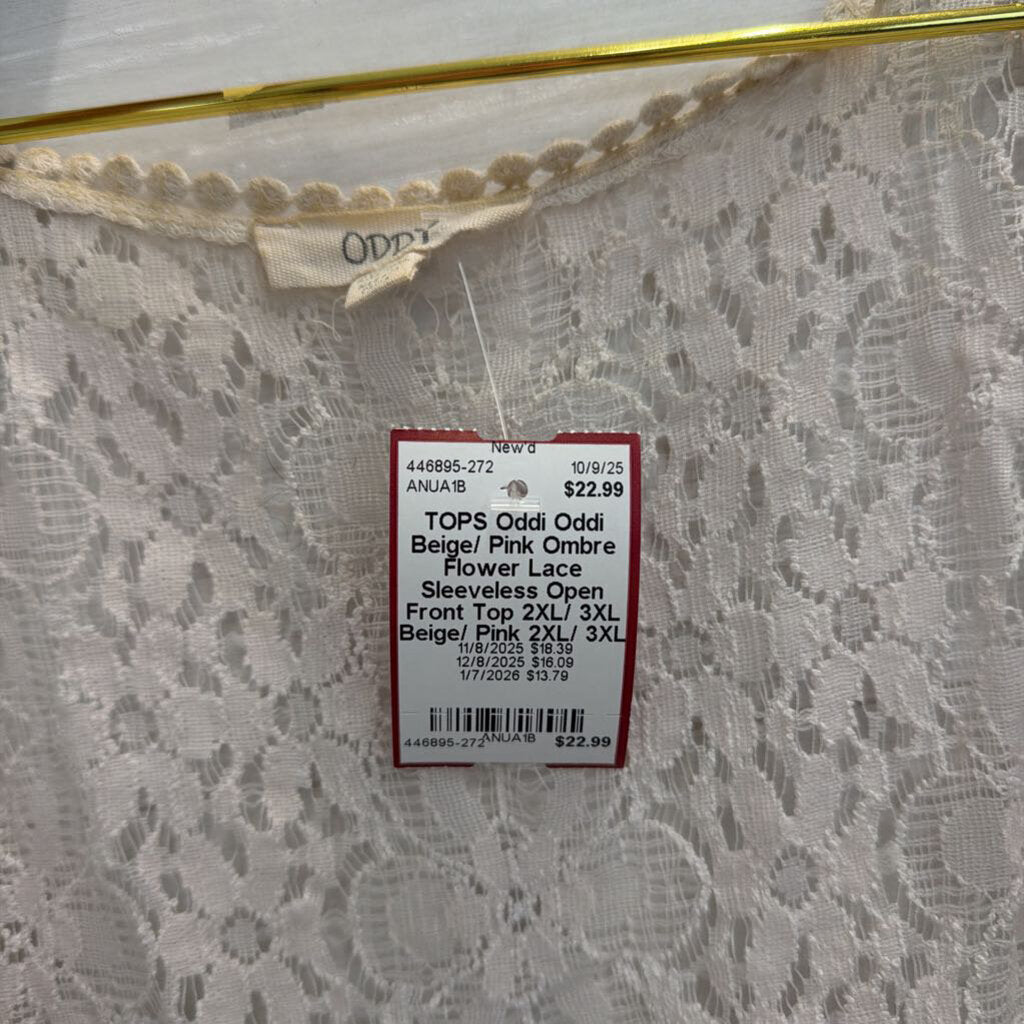 ODDI
New'd
446895-272 10/9/25
ANUA1B $22.99
TOPS Oddi Oddi
Beige/ Pink Ombre
Flower Lace
Sleeveless Open
Front Top 2XL/ 3XL
Beige/ Pink 2XL/ 3XL
11/8/2025 $18.39
12/8/2025 $16.09
1/7/2026 $13.79
446895-272 ANUA1B $22.99